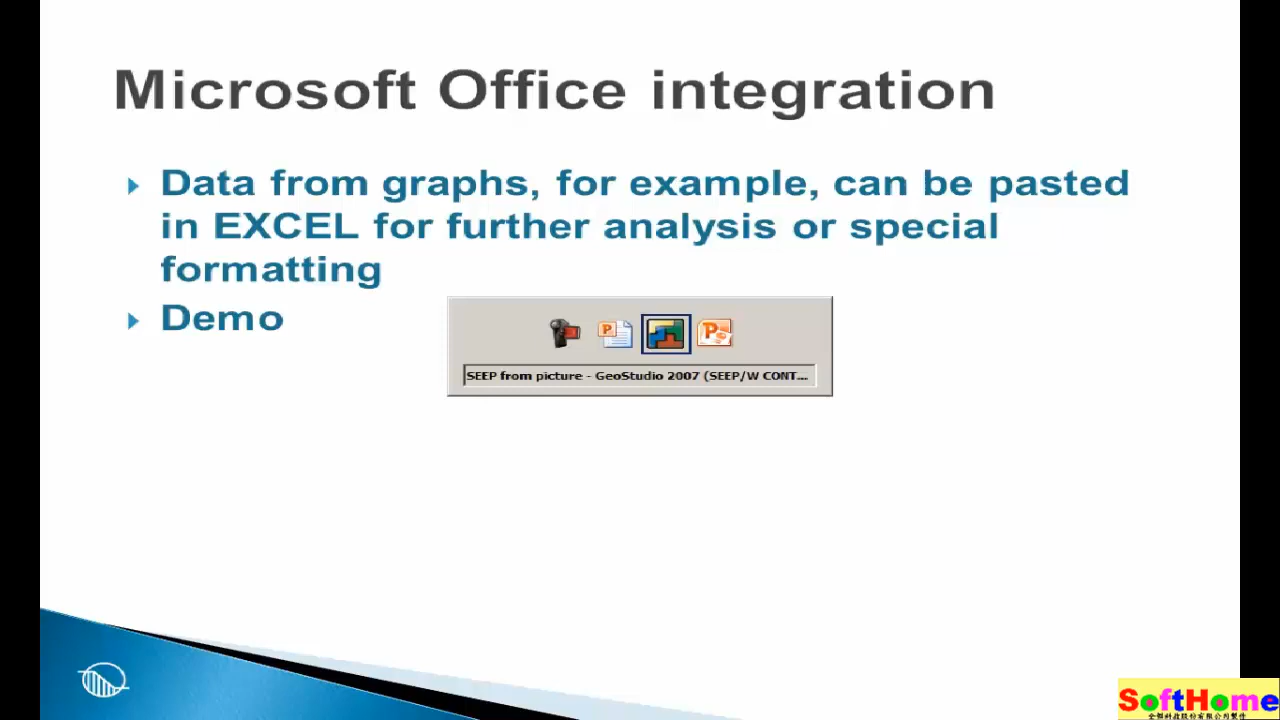 Microsoft Office integration
Data from graphs, for example, can be pasted
in EXCEL for further analysis or special
formatting
Demo
SEEP from picture - GeoStudio 2007 (SEEP/W CONT...
SoftHome